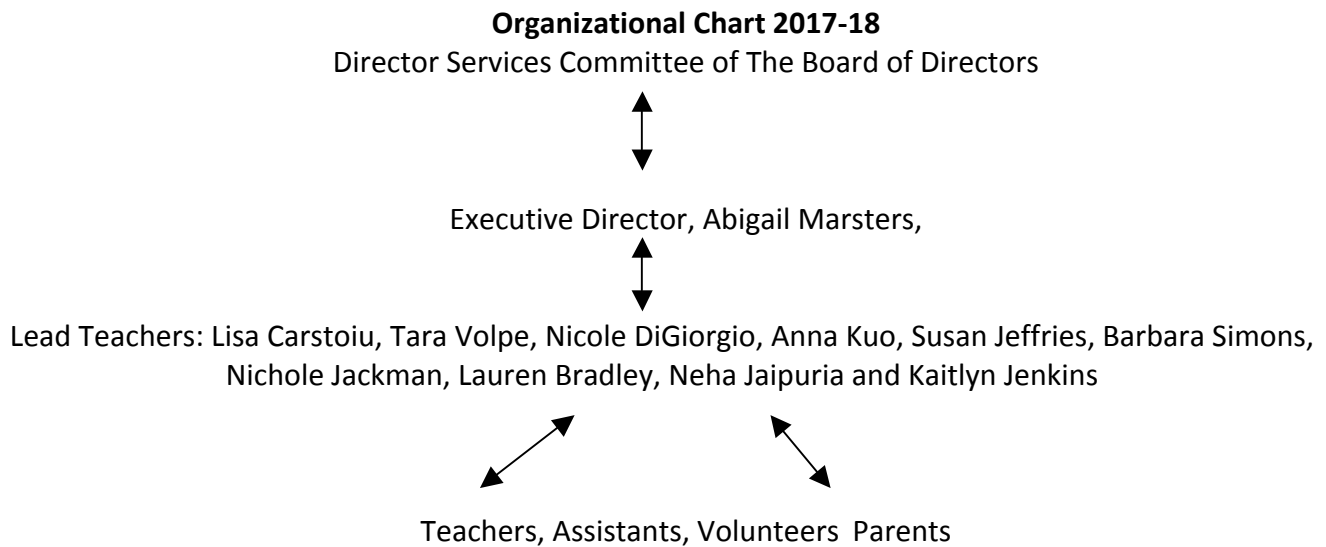 Organizational Chart 2017-18
Director Services Committee of The Board of Directors
Executive Director, Abigail Marsters,
Lead Teachers: Lisa Carstoiu, Tara Volpe, Nicole DiGiorgio, Anna Kuo, Susan Jeffries, Barbara Simons,
Nichole Jackman, Lauren Bradley, Neha Jaipuria and Kaitlyn Jenkins
Teachers, Assistants, Volunteers  Parents